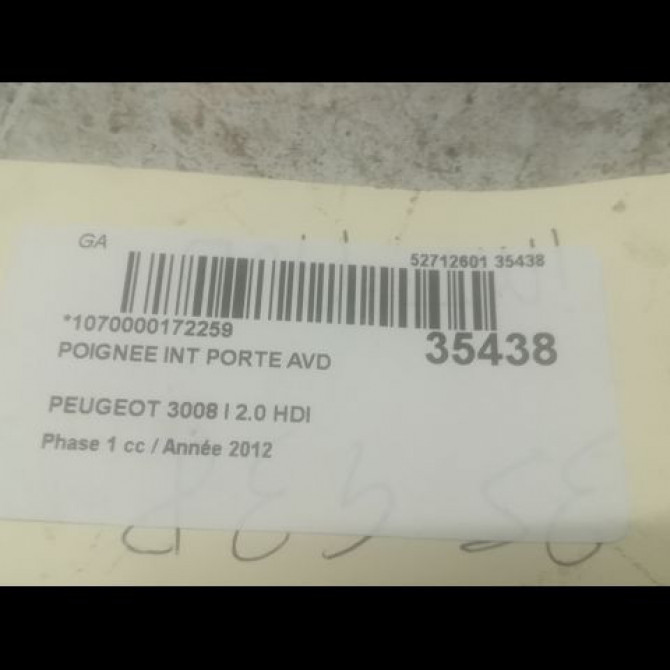 GA
52712601 35438
*1070000172259
35438
POIGNEE INT PORTE AVD
PEUGEOT 3008 I 2.0 HDI
Phase 1 cc / Année 2012